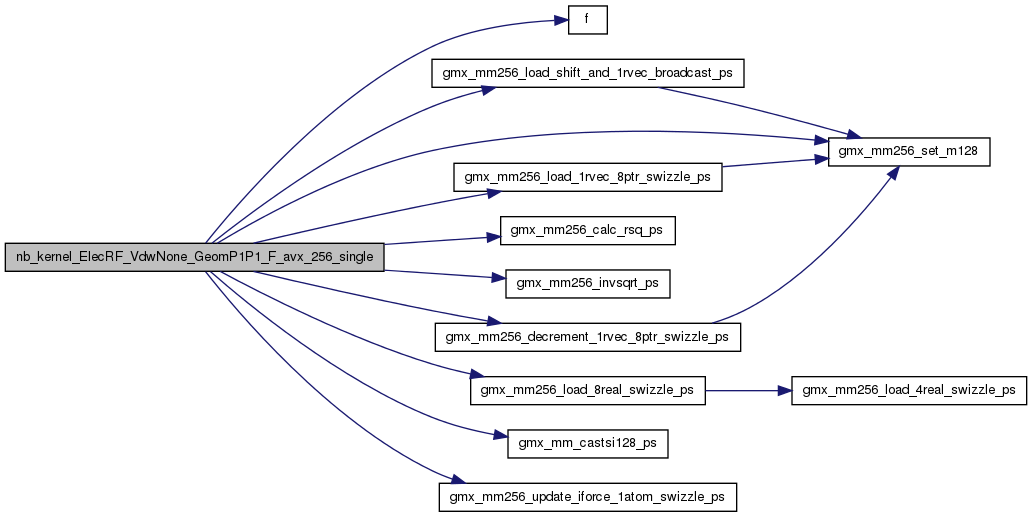 f
gmx_mm256_load_shift_and_1rvec_broadcast_ps
gmx_mm256_set_m128
gmx_mm256_load_1rvec_8ptr_swizzle_ps
gmx_mm256_calc_rsq_ps
nb_kernel_ElecRF_VdwNone_GeomP1P1_F_avx_256_single
gmx_mm256_invsqrt_ps
gmx_mm256_decrement_1rvec_8ptr_swizzle_ps
gmx_mm256_load_8real_swizzle_ps
gmx_mm256_load_4real_swizzle_ps
gmx_mm_castsi128_ps
gmx_mm256_update_iforce_1atom_swizzle_ps